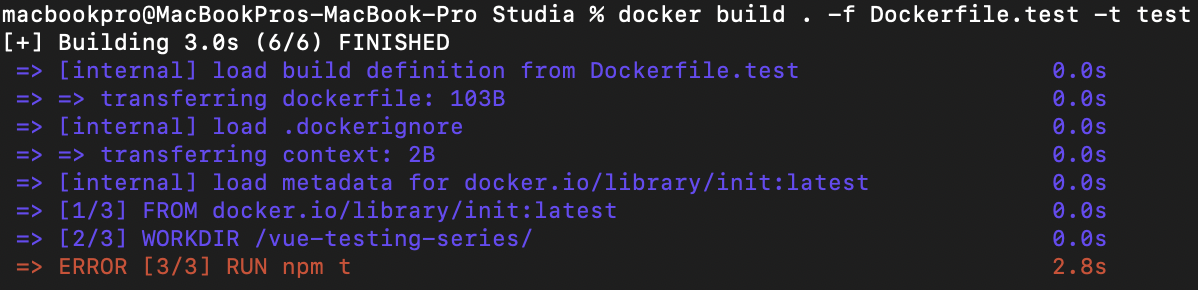 macbookpro@MacBookPros-MacBook-Pro Studia % docker build . -f Dockerfile.test -t test
[+] Building 3.0s (6/6) FINISHED
=> [internal] load build definition from Dockerfile.test 0.0s
=> => transferring dockerfile: 103B 0.0s
=> [internal] load .dockerignore 0.0s
=> => transferring context: 2B 0.0s
=> [internal] load metadata for docker.io/library/init:latest 0.0s
=> [1/3] FROM docker.io/library/init:latest 0.0s
=> [2/3] WORKDIR /vue-testing-series/ 0.0s
=> ERROR [3/3] RUN npm t 2.8s